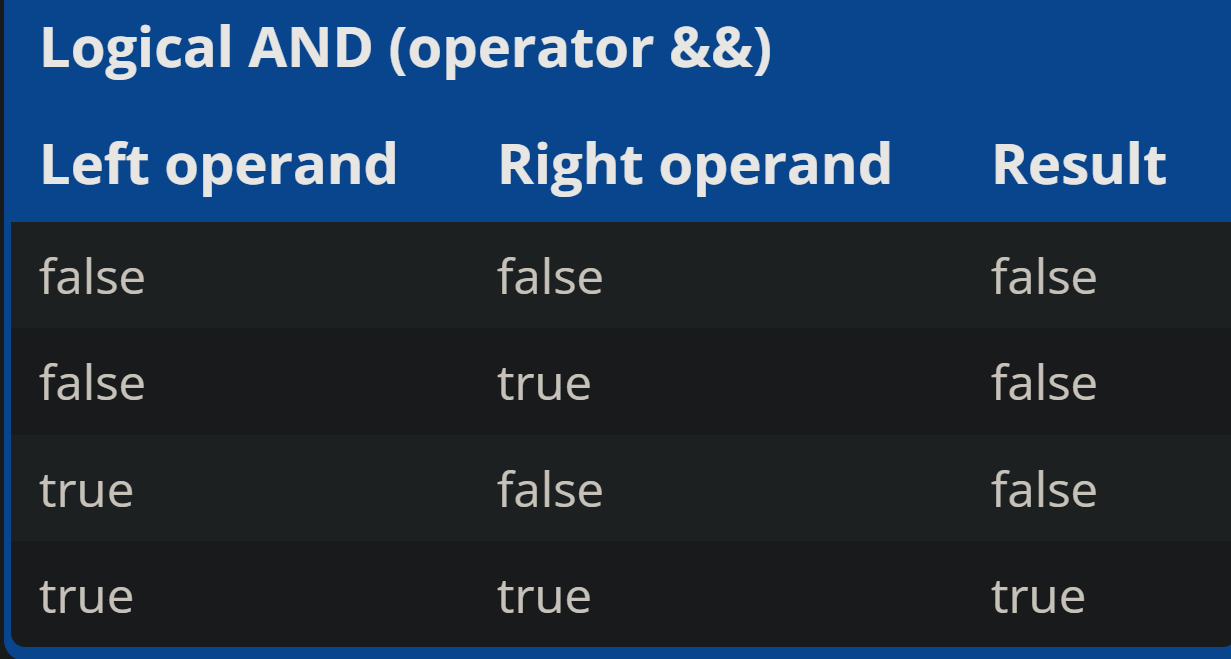 Logical AND (operator &&)
Left operand Right operand Result
false false false
false true false
true false false
true true true